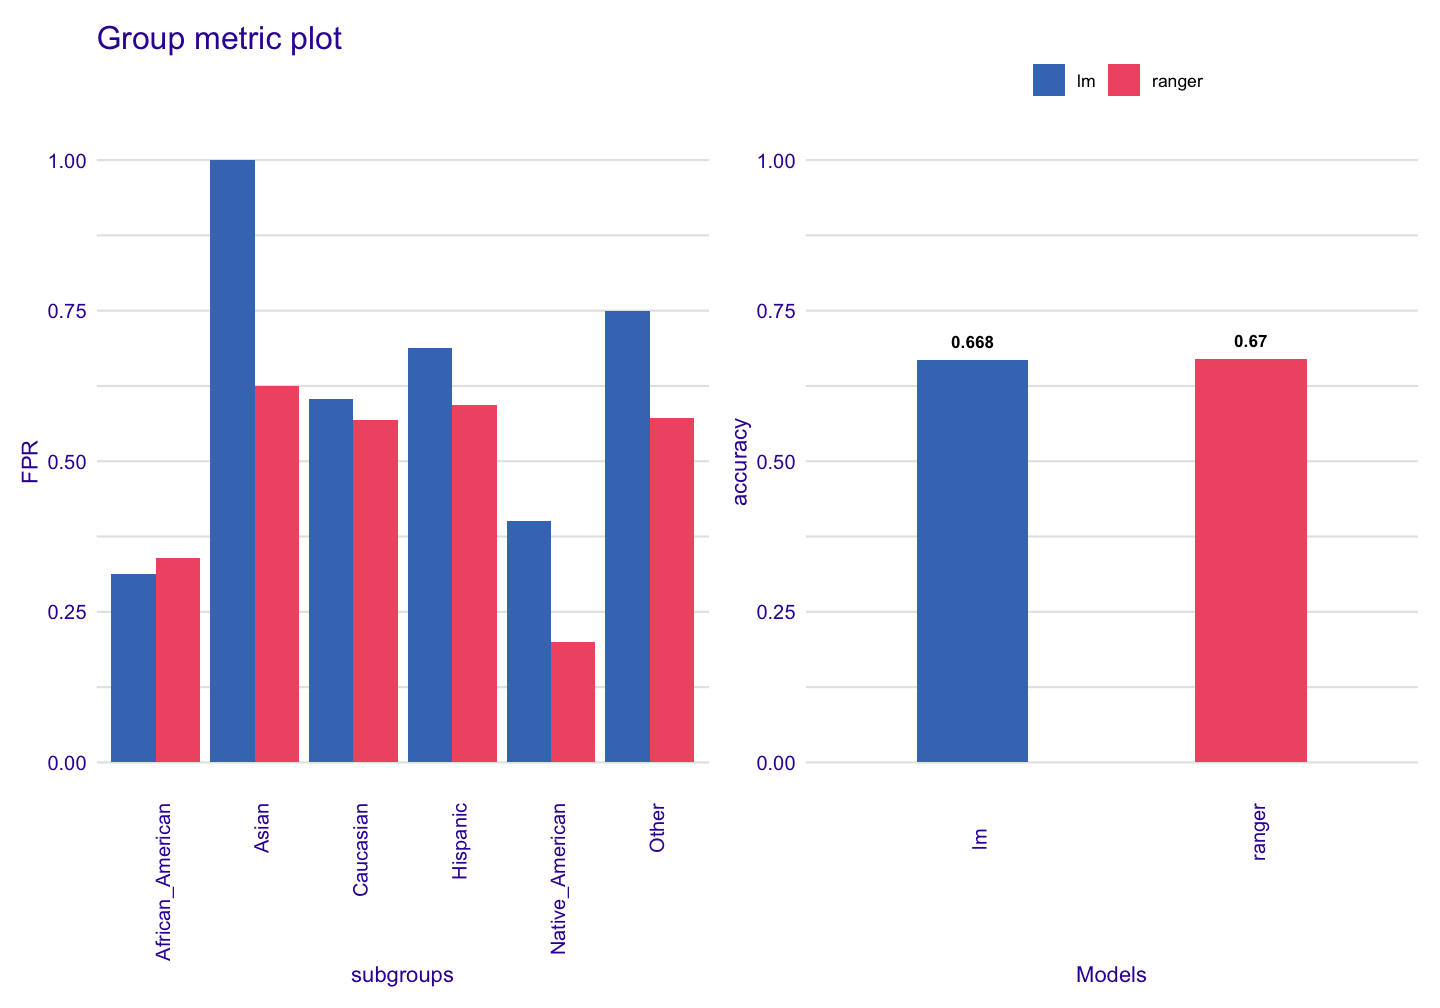 Group metric plot
lm
ranger
1.00
0.75
0.50
0.25
0.00
FPR
African_American
Asian
Caucasian
Hispanic
Native_American
Other
subgroups
1.00
0.75
0.50
0.25
0.00
accuracy
0.668
0.67
lm
ranger
Models